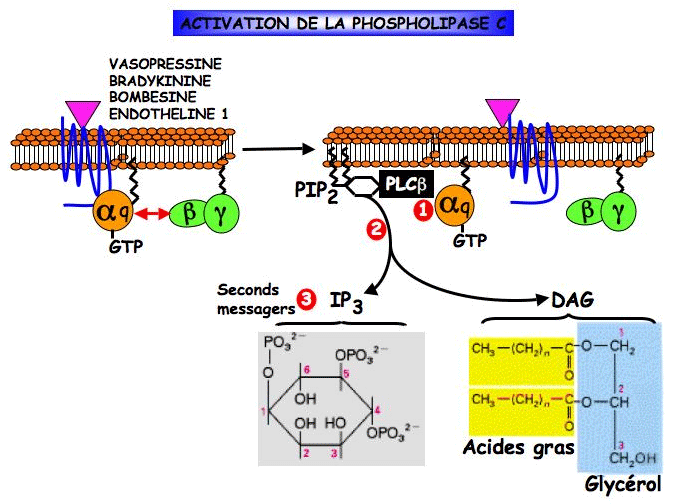 ACTIVATION DE LA PHOSPHOLIPASE C
VASOPRESSINE
BRADYKININE
BOMBESINE
ENDOTHELINE 1
αq
β
γ
GTP
PIP2
PLCβ
1
αq
GTP
β
γ
2
Seconds
messagers
3
IP3
DAG
PO3 2−
O
6
OPO3 2−
5
OH
1
4
OH
HO
OPO3 2−
2
3
1
CH3—(CH2)n—C—O—CH2
O
2
CH3—(CH2)n—C—O—CH
O
3
CH2OH
Acides gras
Glycérol